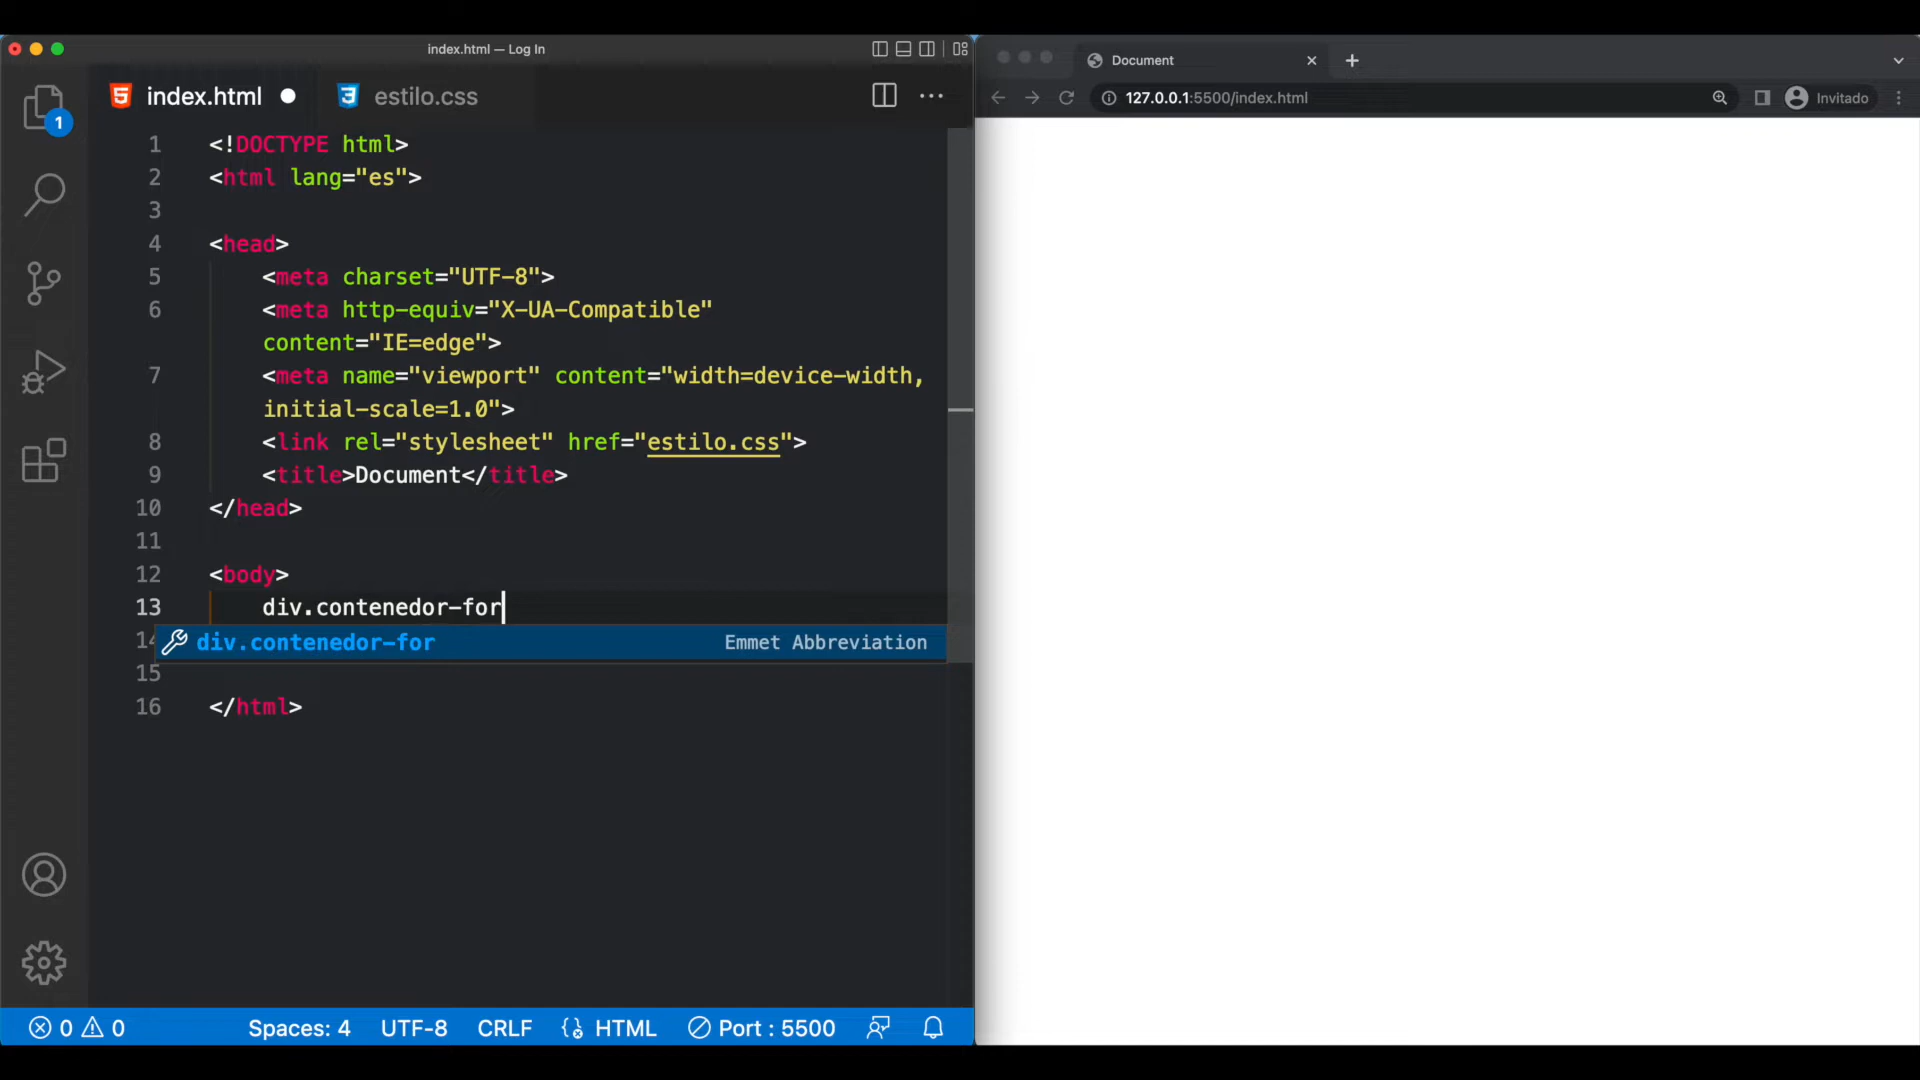 index.html — Log In
index.html
estilo.css
1
1 <!DOCTYPE html>
2 <html lang="es">
3
4 <head>
5 <meta charset="UTF-8">
6 <meta http-equiv="X-UA-Compatible"
content="IE=edge">
7 <meta name="viewport" content="width=device-width,
initial-scale=1.0">
8 <link rel="stylesheet" href="estilo.css">
9 <title>Document</title>
10 </head>
11
12 <body>
13 div.contenedor-for
14
div.contenedor-for Emmet Abbreviation
15
16 </html>
0 0 Spaces: 4 UTF-8 CRLF HTML Port : 5500
Document
127.0.0.1:5500/index.html
Invitado